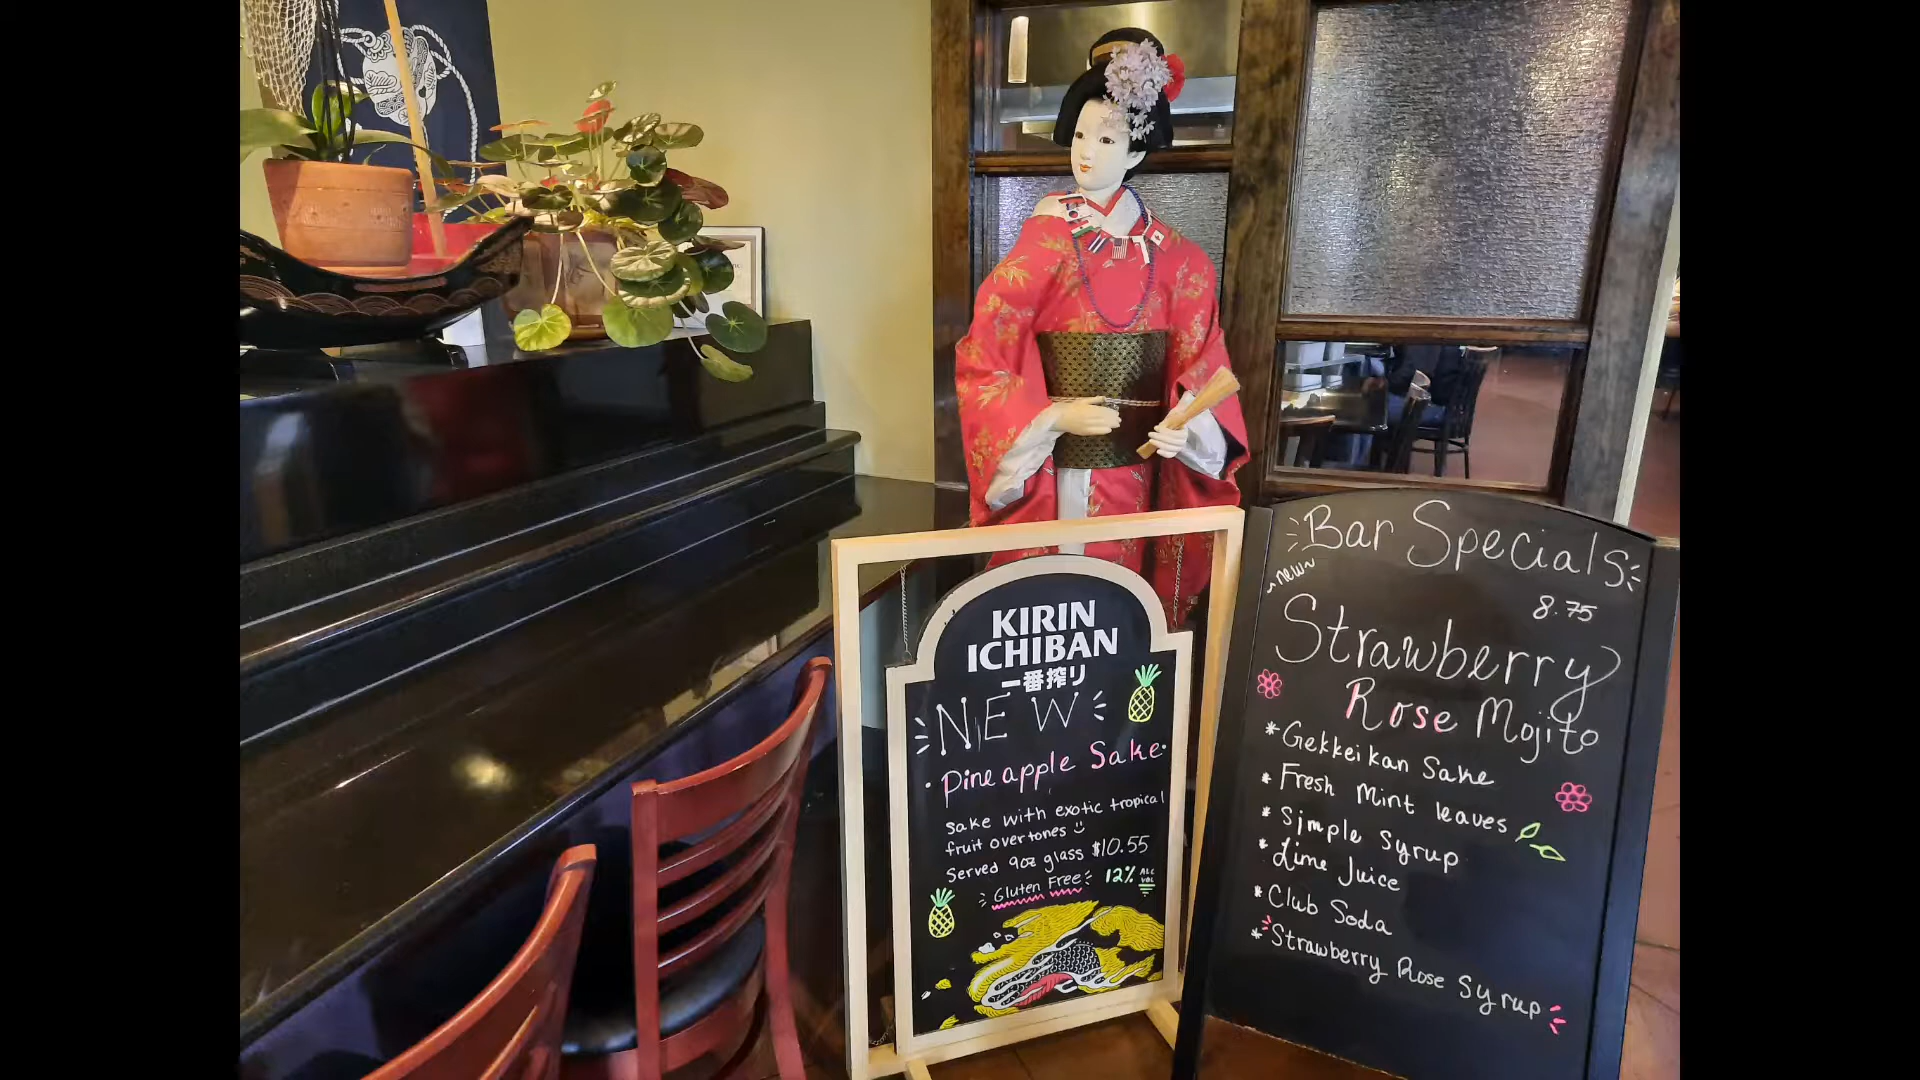 KIRIN
ICHIBAN
一番搾り
NEW
Pineapple Sake
sake with exotic tropical
fruit overtones
Served 9oz glass $10.55
Gluten Free 12% ALC VOL
Bar Specials
new
8.75
Strawberry
Rose Mojito
* Gekkeikan Sake
* Fresh Mint leaves
* Simple Syrup
* Lime Juice
* Club Soda
* Strawberry Rose Syrup